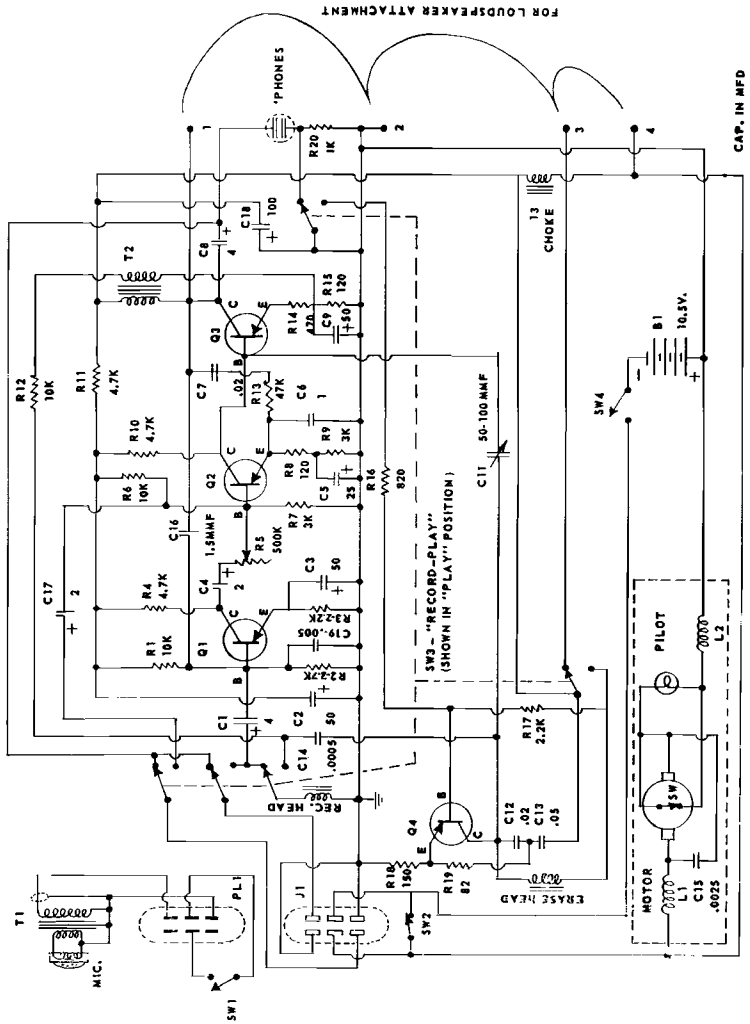 FOR LOUDSPEAKER ATTACHMENT
CAP. IN MFD
'PHONES
1
2
3
4
R20
1K
C18
100
C8
4
T2
T3
CHOKE
R12
10K
R11
4.7K
R10
4.7K
R6
10K
C16
1.5MMF
C17
2
R4
4.7K
R1
10K
C7
.02
Q3
B
C
E
R14
470
R15
120
C9
50
R13
47K
C6
1
R9
3K
R8
120
C5
25
Q2
B
C
E
R7
3K
R5
500K
C4
2
C3
50
R3-2.2K
C19-.005
R2-2.7K
Q1
B
C
E
C1
4
C2
50
C14
.0005
REC. HEAD
R16
820
C11
50-100 MMF
SW3 - "RECORD-PLAY"
(SHOWN IN "PLAY" POSITION)
SW4
B1
10.5V.
R17
2.2K
Q4
B
C
E
C12
.02
C13
.05
R18
150
R19
82
ERASE HEAD
J1
SW2
T1
MIC.
PL1
SW1
MOTOR
L1
C15
.0025
SW
PILOT
L2